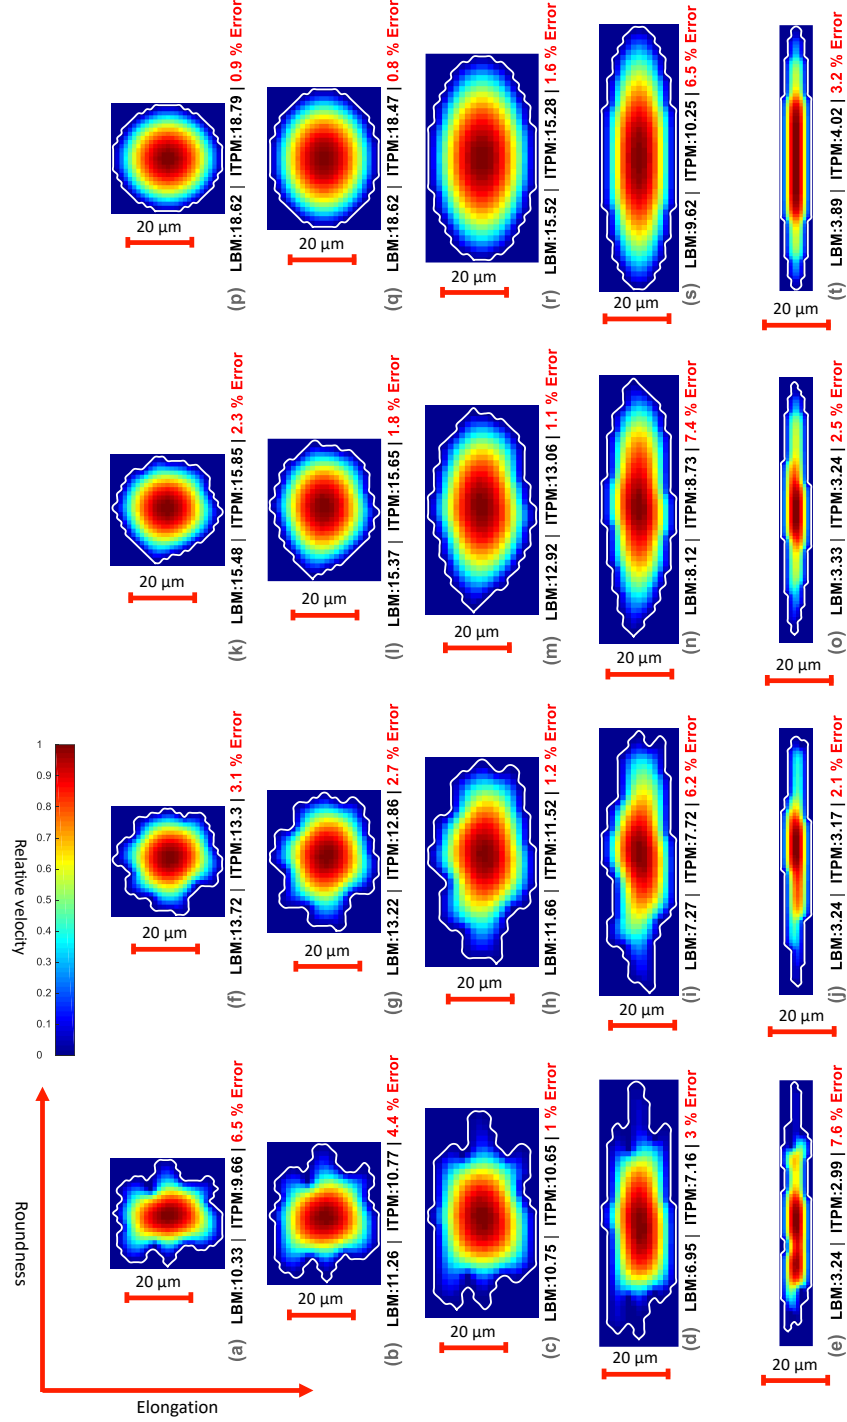 Roundness
Elongation
Relative velocity
0
0.1
0.2
0.3
0.4
0.5
0.6
0.7
0.8
0.9
1
20 µm
(a)
LBM:10.33 | ITPM:9.66 | 6.5 % Error
20 µm
(f)
LBM:13.72 | ITPM:13.3 | 3.1 % Error
20 µm
(k)
LBM:15.48 | ITPM:15.85 | 2.3 % Error
20 µm
(p)
LBM:18.62 | ITPM:18.79 | 0.9 % Error
20 µm
(b)
LBM:11.26 | ITPM:10.77 | 4.4 % Error
20 µm
(g)
LBM:13.22 | ITPM:12.86 | 2.7 % Error
20 µm
(l)
LBM:15.37 | ITPM:15.65 | 1.8 % Error
20 µm
(q)
LBM:18.62 | ITPM:18.47 | 0.8 % Error
20 µm
(c)
LBM:10.75 | ITPM:10.65 | 1 % Error
20 µm
(h)
LBM:11.66 | ITPM:11.52 | 1.2 % Error
20 µm
(m)
LBM:12.92 | ITPM:13.06 | 1.1 % Error
20 µm
(r)
LBM:15.52 | ITPM:15.28 | 1.6 % Error
20 µm
(d)
LBM:6.95 | ITPM:7.16 | 3 % Error
20 µm
(i)
LBM:7.27 | ITPM:7.72 | 6.2 % Error
20 µm
(n)
LBM:8.12 | ITPM:8.73 | 7.4 % Error
20 µm
(s)
LBM:9.62 | ITPM:10.25 | 6.5 % Error
20 µm
(e)
LBM:3.24 | ITPM:2.99 | 7.6 % Error
20 µm
(j)
LBM:3.24 | ITPM:3.17 | 2.1 % Error
20 µm
(o)
LBM:3.33 | ITPM:3.24 | 2.5 % Error
20 µm
(t)
LBM:3.89 | ITPM:4.02 | 3.2 % Error